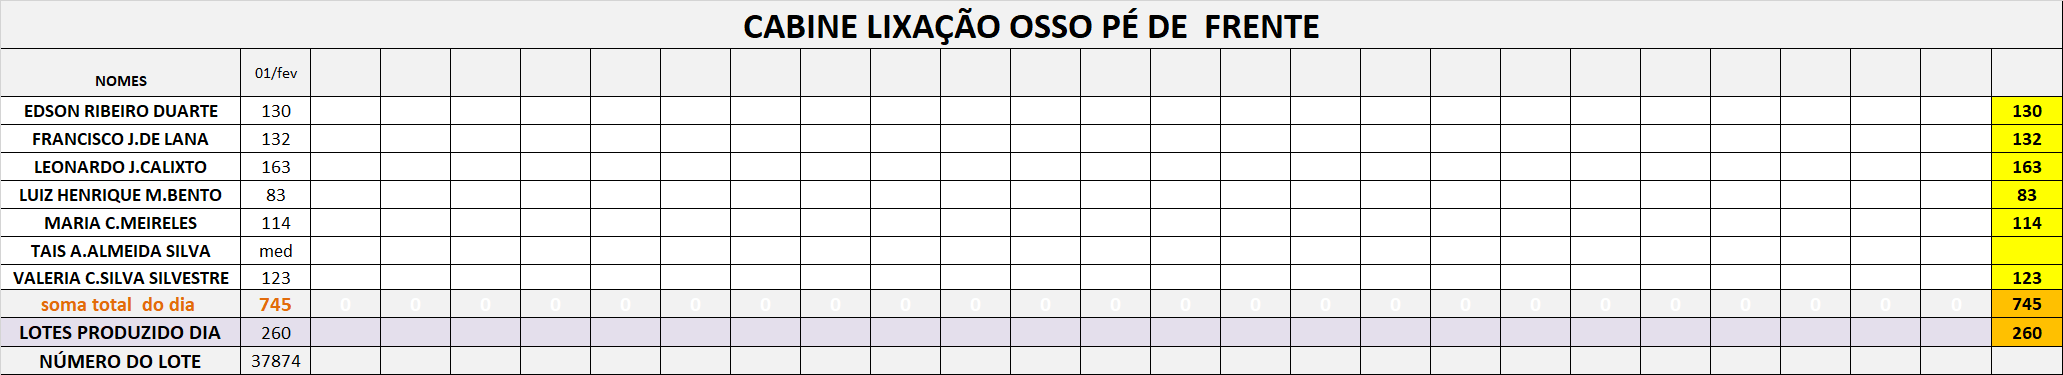 CABINE LIXAÇÃO OSSO PÉ DE  FRENTE
NOMES 01/fev
EDSON RIBEIRO DUARTE 130 130
FRANCISCO J.DE LANA 132 132
LEONARDO J.CALIXTO 163 163
LUIZ HENRIQUE M.BENTO 83 83
MARIA C.MEIRELES 114 114
TAIS A.ALMEIDA SILVA med
VALERIA C.SILVA SILVESTRE 123 123
soma total  do dia 745 0 0 0 0 0 0 0 0 0 0 0 0 0 0 0 0 0 0 0 0 0 0 0 0 745
LOTES PRODUZIDO DIA 260 260
NÚMERO DO LOTE 37874